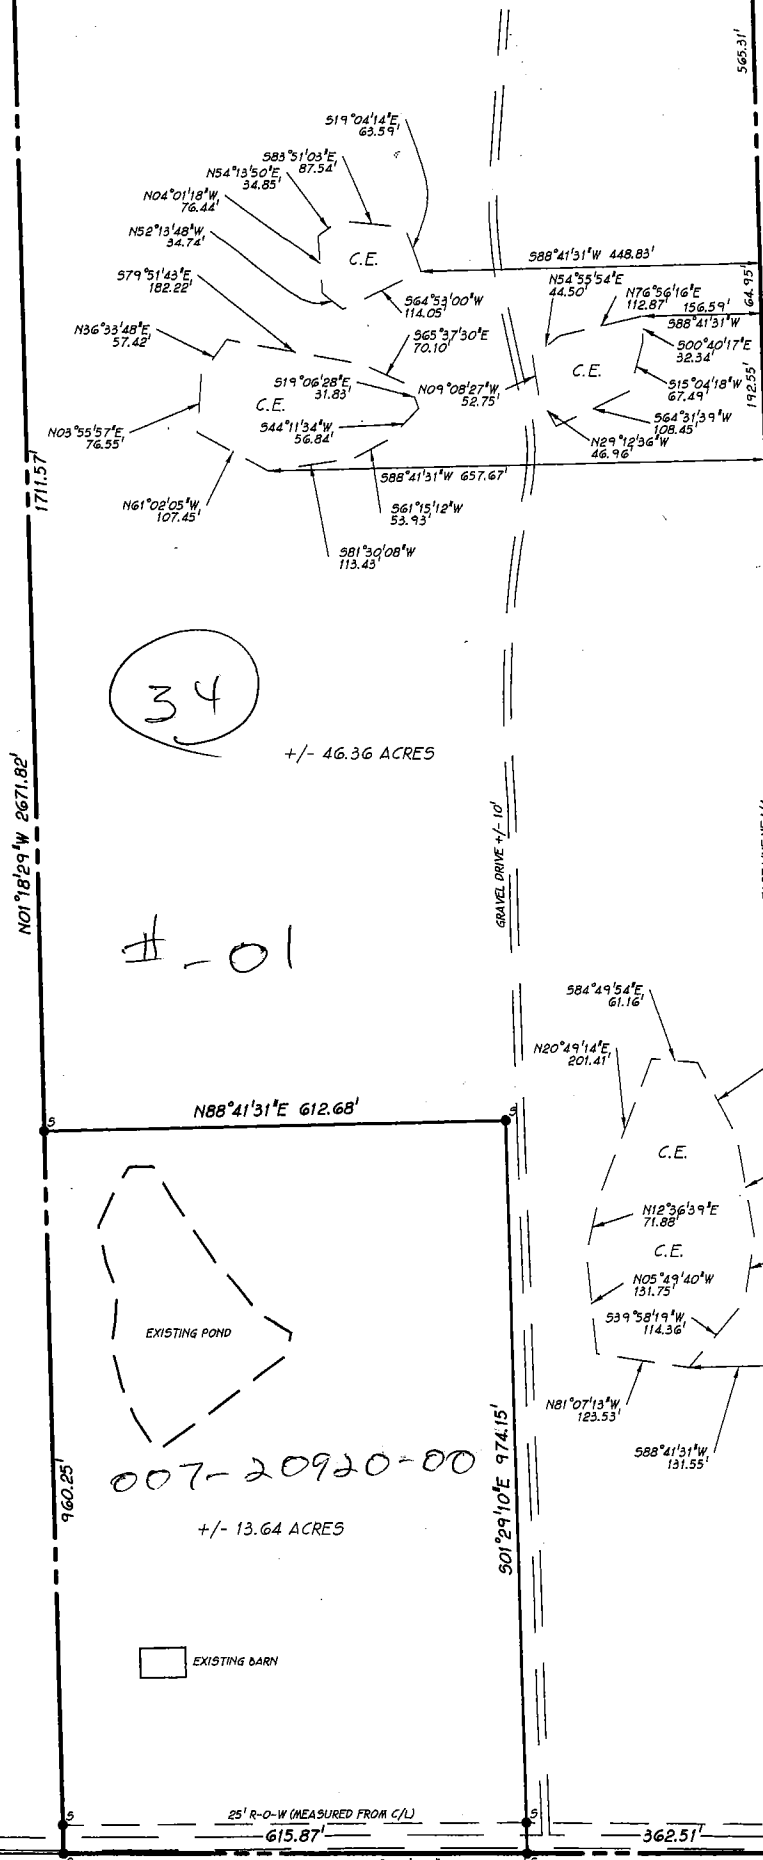 565.31'
S19°04'14"E
63.59'
S83°51'03"E
87.54'
N54°13'50"E
34.85'
N04°01'18"W
76.44'
N52°13'48"W
34.74'
C.E.
S79°51'43"E
182.22'
S88°41'31"W 448.83'
64.95'
N54°55'54"E
44.50'
N76°56'16"E
112.87'
156.59'
S88°41'31"W
S64°53'00"W
114.05'
N36°33'48"E
57.42'
S65°37'30"E
70.10'
S00°40'17"E
32.34'
C.E.
S19°06'28"E
31.83'
N09°08'27"W
52.75'
S15°04'18"W
67.49'
192.55'
C.E.
N03°55'57"E
76.55'
S44°11'34"W
56.84'
S64°31'39"W
108.45'
N29°12'36"W
46.96'
1711.57'
S88°41'31"W 657.67'
N61°02'05"W
107.45'
S61°15'12"W
53.93'
S81°30'08"W
113.43'
34
+/- 46.36 ACRES
N01°18'29"W 2671.82'
GRAVEL DRIVE +/- 10'
#-01
S84°49'54"E
61.16'
N20°49'14"E
201.41'
N88°41'31"E 612.68'
S
S
C.E.
N12°36'39"E
71.88'
C.E.
N05°49'40"W
131.75'
S39°58'19"W
114.36'
EXISTING POND
N81°07'13"W
123.53'
S88°41'31"W
131.55'
960.25'
007-20920-00
S01°29'10"E 974.15'
+/- 13.64 ACRES
EXISTING BARN
S
25' R-O-W (MEASURED FROM C/L)
S
615.87'
362.51'
S
S